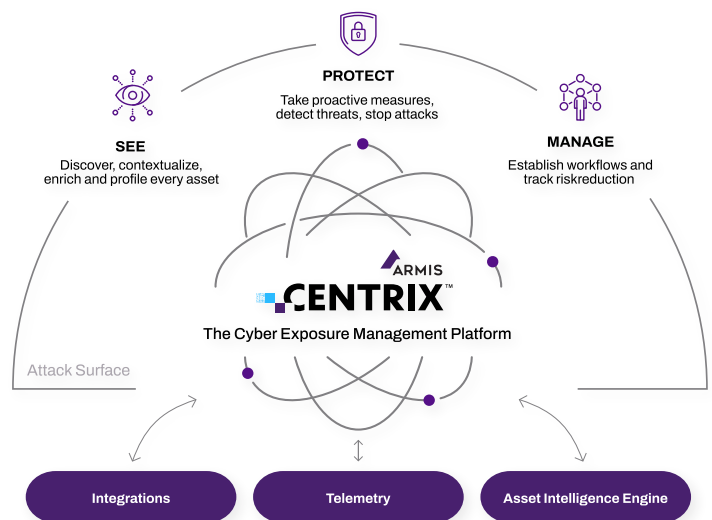 PROTECT
Take proactive measures,
detect threats, stop attacks
SEE
Discover, contextualize,
enrich and profile every asset
MANAGE
Establish workflows and
track riskreduction
ARMIS
CENTRIX™
The Cyber Exposure Management Platform
Attack Surface
Integrations
Telemetry
Asset Intelligence Engine